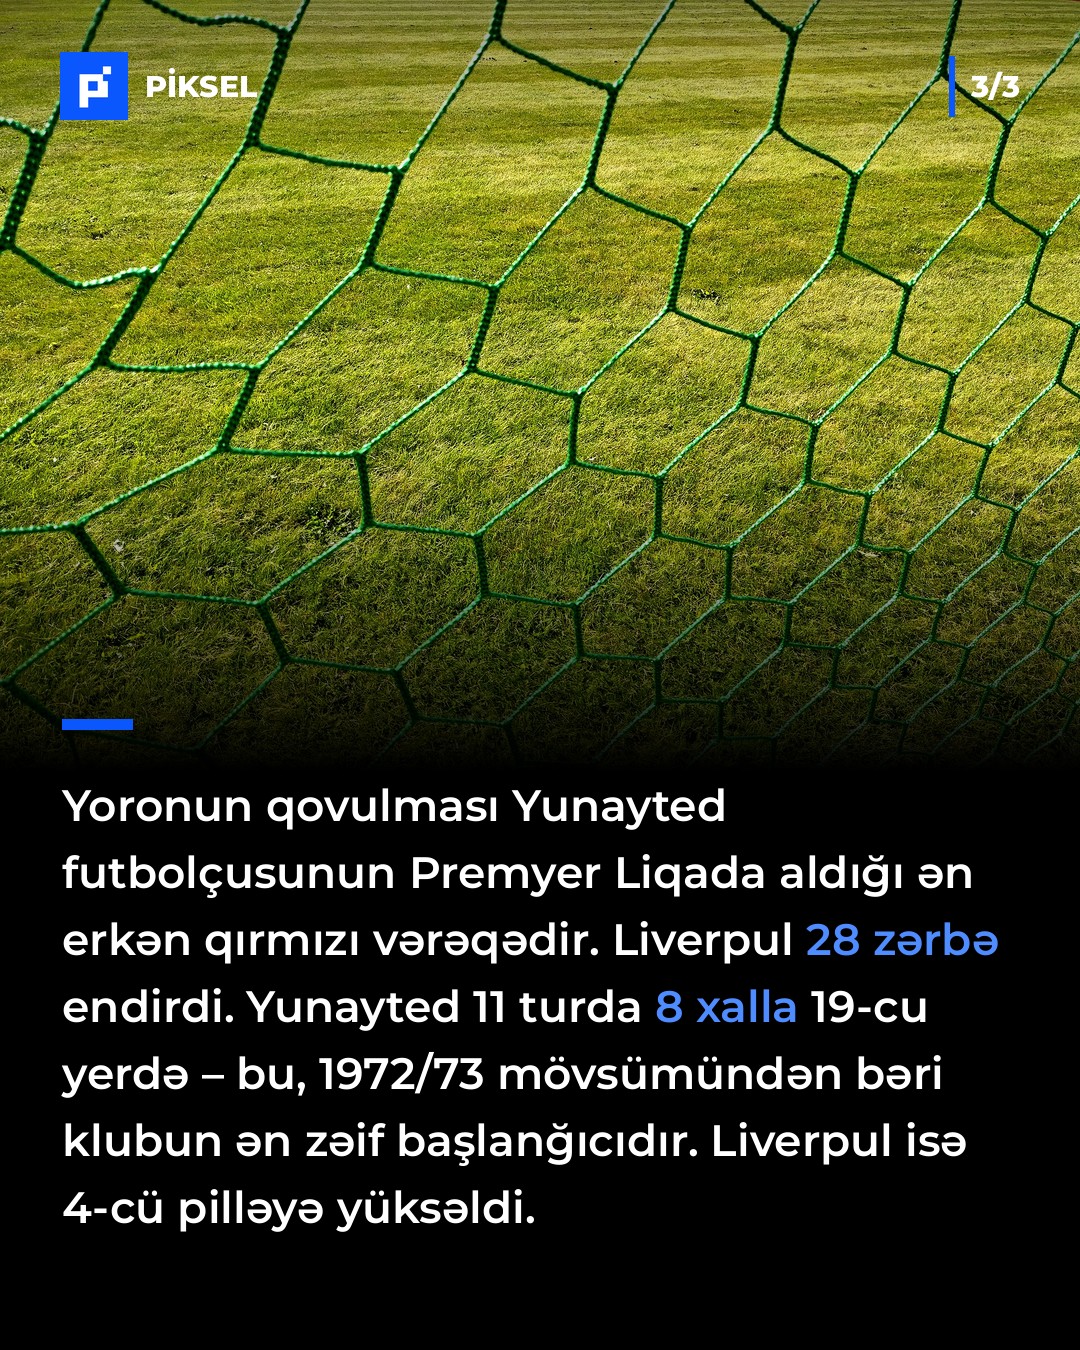 PİKSEL
3/3
Yoronun qovulması Yunayted
futbolçusunun Premyer Liqada aldığı ən
erkən qırmızı vərəqədir. Liverpul 28 zərbə
endirdi. Yunayted 11 turda 8 xalla 19-cu
yerdə – bu, 1972/73 mövsümündən bəri
klubun ən zəif başlanğıcıdır. Liverpul isə
4-cü pilləyə yüksəldi.